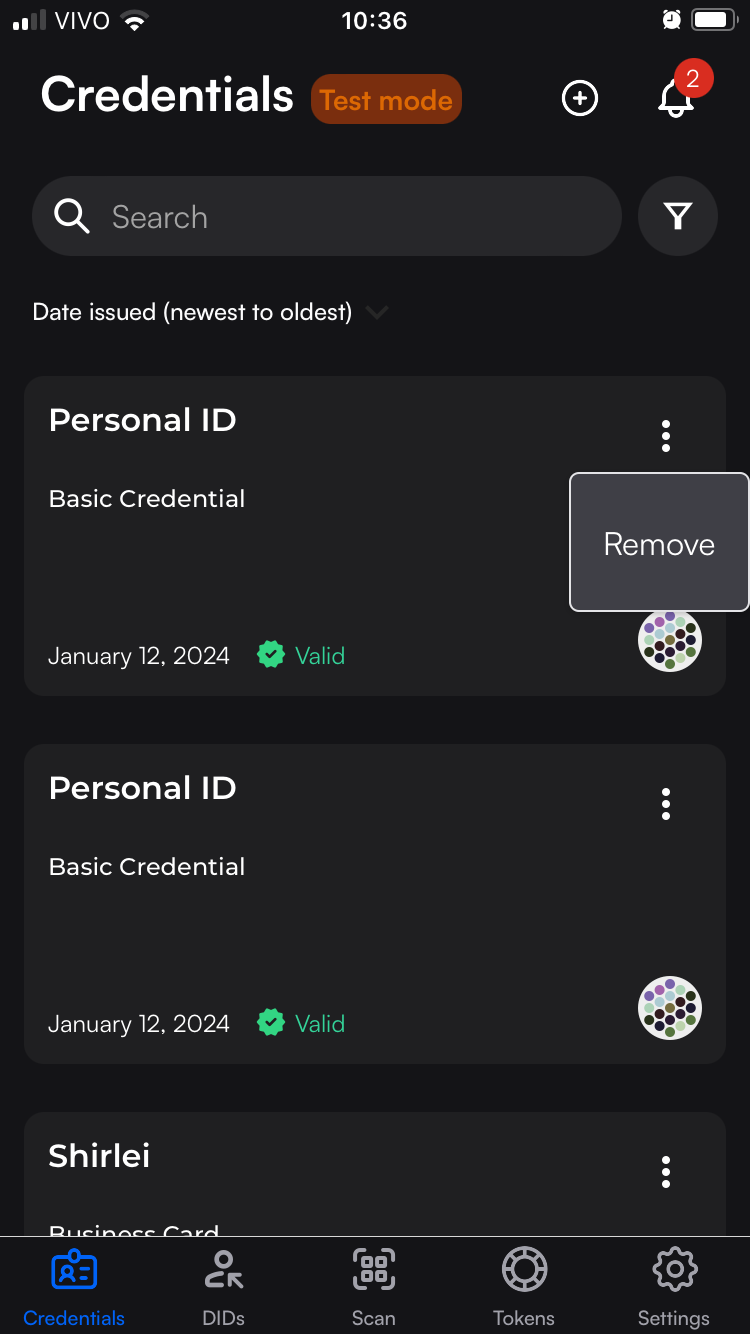 VIVO 10:36
Credentials Test mode 2
Search
Date issued (newest to oldest)
Personal ID
Basic Credential
Remove
January 12, 2024 Valid
Personal ID
Basic Credential
January 12, 2024 Valid
Shirlei
Business Card
Credentials DIDs Scan Tokens Settings